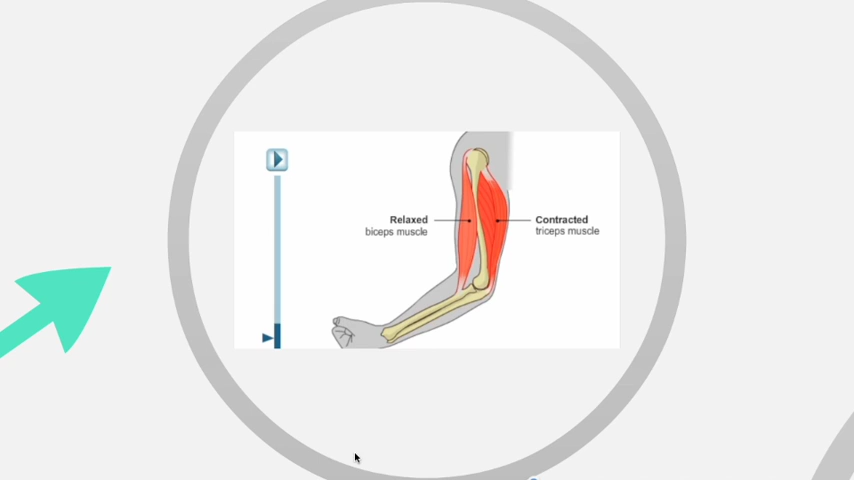 Relaxed
biceps muscle
Contracted
triceps muscle